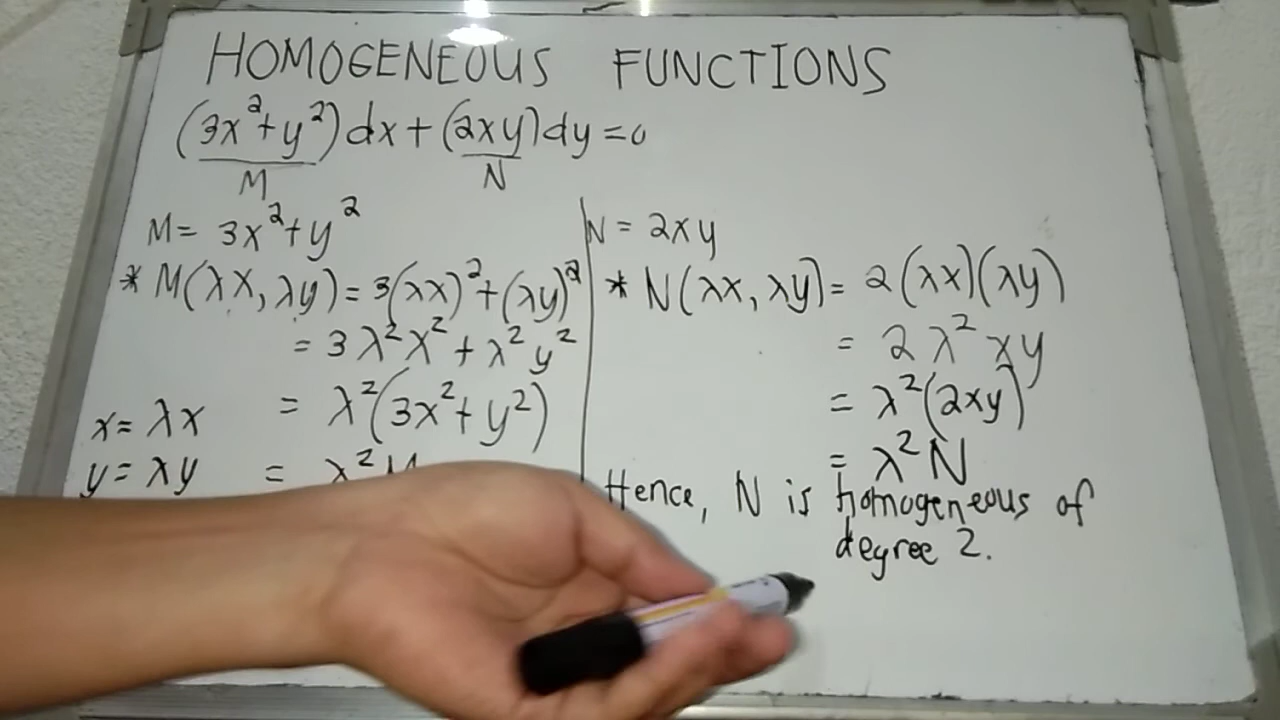 HOMOGENEOUS FUNCTIONS
(3x²+y²)dx+(2xy)dy=0
M N
M= 3x²+y²
* M(λx, λy)=3(λx)²+(λy)²
= 3λ²x²+λ²y²
= λ²(3x²+y²)
x= λx
y= λy = λ²M
N = 2xy
* N(λx, λy)= 2(λx)(λy)
= 2λ²xy
= λ²(2xy)
= λ²N
Hence, N is homogeneous of
degree 2.